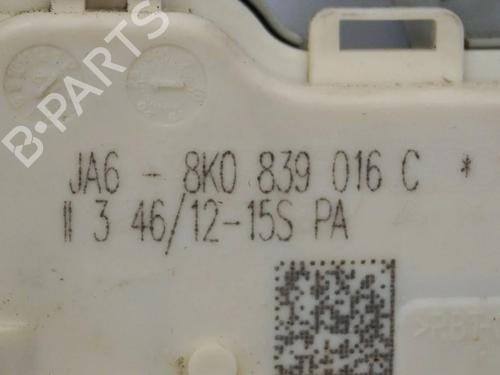 B-PARTS
JA6 - 8K0 839 016 C *
II 3 46/12-15S PA